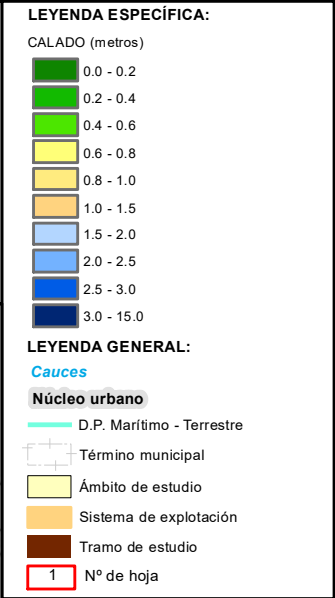 LEYENDA ESPECÍFICA:
CALADO (metros)
0.0 - 0.2
0.2 - 0.4
0.4 - 0.6
0.6 - 0.8
0.8 - 1.0
1.0 - 1.5
1.5 - 2.0
2.0 - 2.5
2.5 - 3.0
3.0 - 15.0
LEYENDA GENERAL:
Cauces
Núcleo urbano
D.P. Marítimo - Terrestre
Término municipal
Ámbito de estudio
Sistema de explotación
Tramo de estudio
1 Nº de hoja